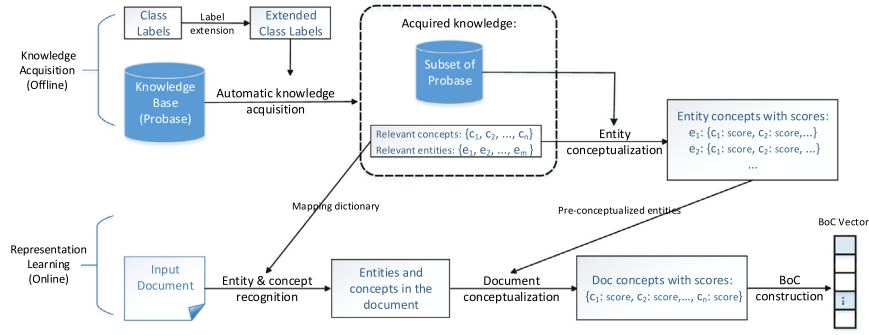 Class
Labels
Label
extension
Extended
Class Labels
Acquired knowledge:
Knowledge
Acquisition
(Offline)
Knowledge
Base
(Probase)
Automatic knowledge
acquisition
Subset of
Probase
Relevant concepts: {c₁, c₂, ..., cₙ}
Relevant entities: {e₁, e₂, ..., eₘ}
Entity
conceptualization
Entity concepts with scores:
e₁: {c₁: score, c₂: score,...}
e₂: {c₁: score, c₂: score, ...}
...
Mapping dictionary
Pre-conceptualized entities
BoC Vector
Representation
Learning
(Online)
Input
Document
Entity & concept
recognition
Entities and
concepts in the
document
Document
conceptualization
Doc concepts with scores:
{c₁: score, c₂: score,..., cₙ: score}
BoC
construction
: